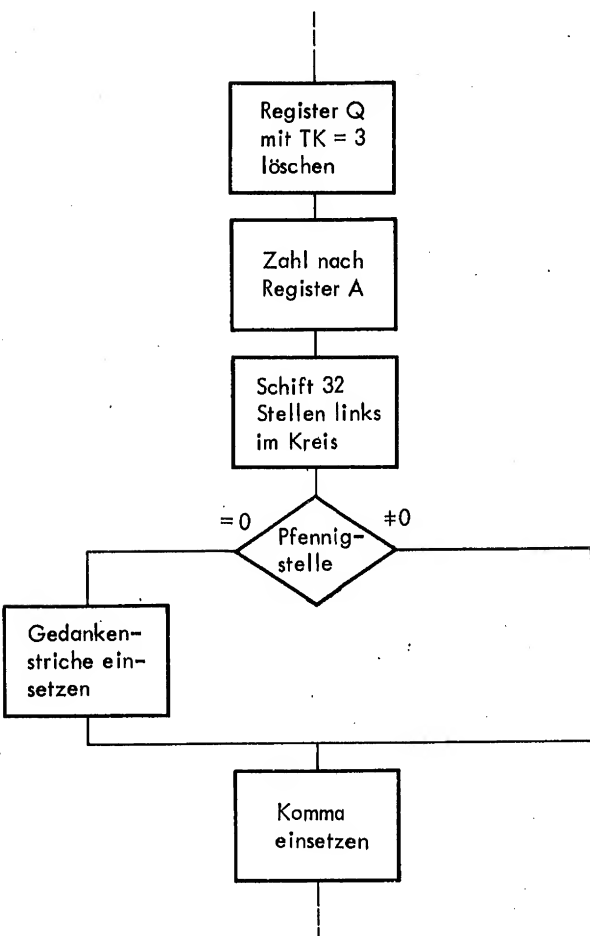 Register Q
mit TK = 3
löschen
Zahl nach
Register A
Schift 32
Stellen links
im Kreis
= 0
≠0
Pfennig-
stelle
Gedanken-
striche ein-
setzen
Komma
einsetzen